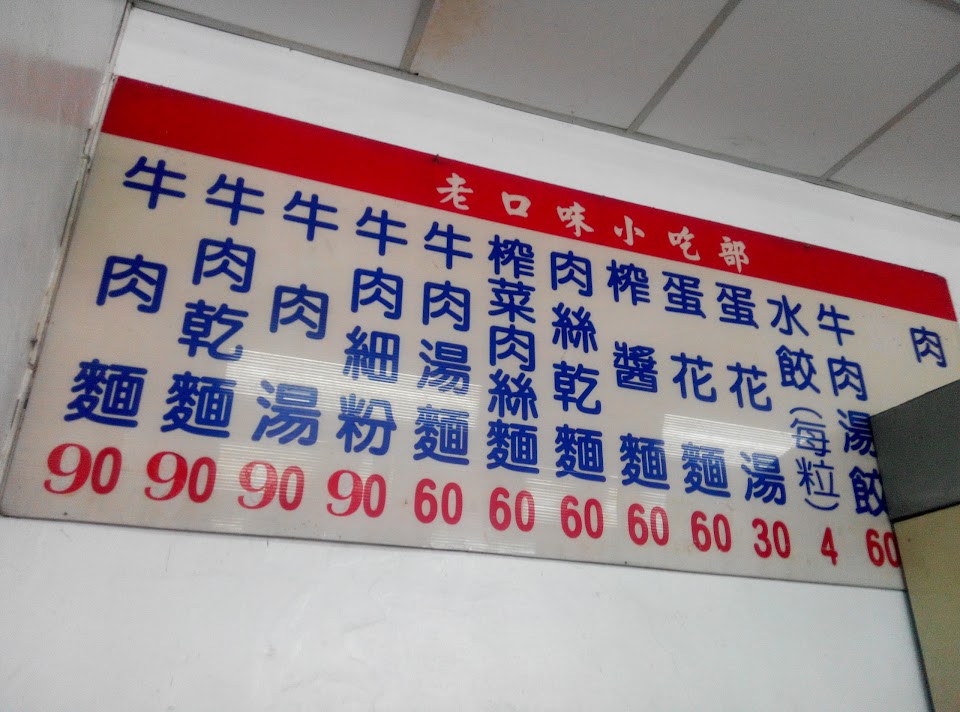 老口味小吃部
牛肉麵 90
牛肉乾麵 90
牛肉湯 90
牛肉細粉 90
牛肉湯麵 60
榨菜肉絲麵 60
肉絲乾麵 60
榨醬麵 60
蛋花麵 60
蛋花湯 30
水餃(每粒) 4
牛肉湯餃 60
肉